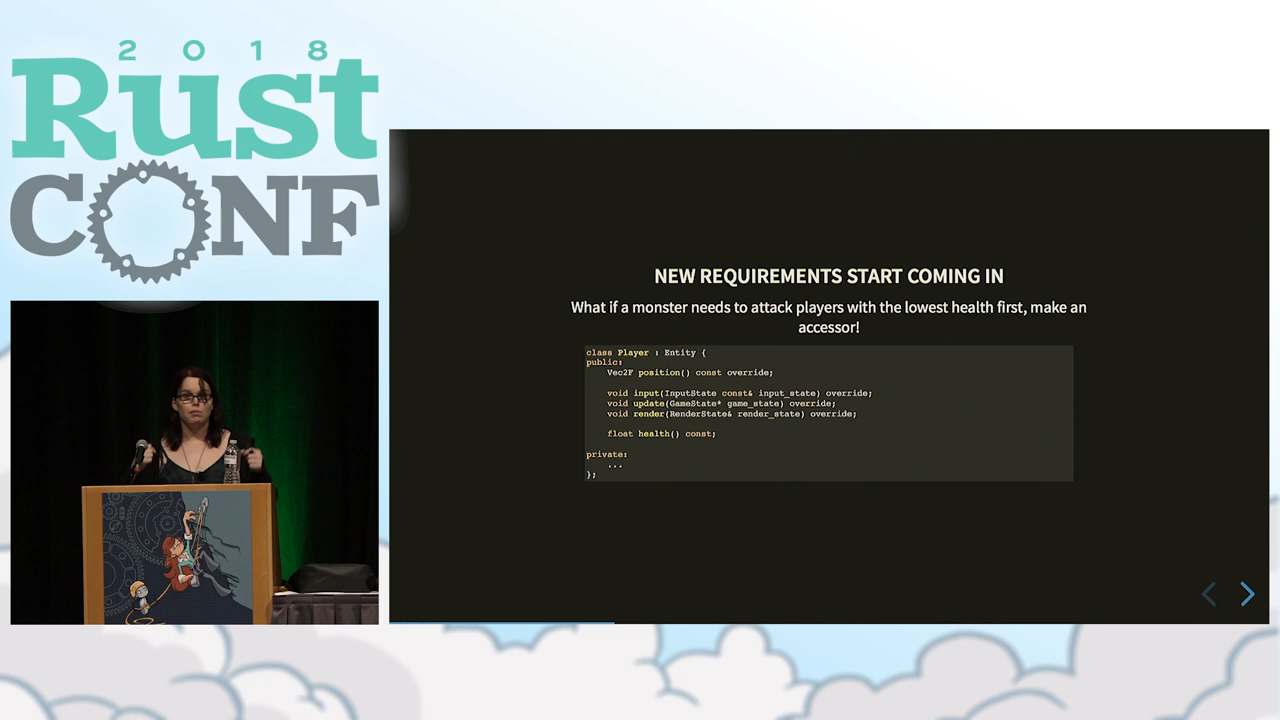 2018
Rust
CONF
NEW REQUIREMENTS START COMING IN
What if a monster needs to attack players with the lowest health first, make an
accessor!
class Player : Entity {
public:
    Vec2F position() const override;

    void input(InputState const& input_state) override;
    void update(GameState* game_state) override;
    void render(RenderState& render_state) override;

    float health() const;

private:
    ...
};